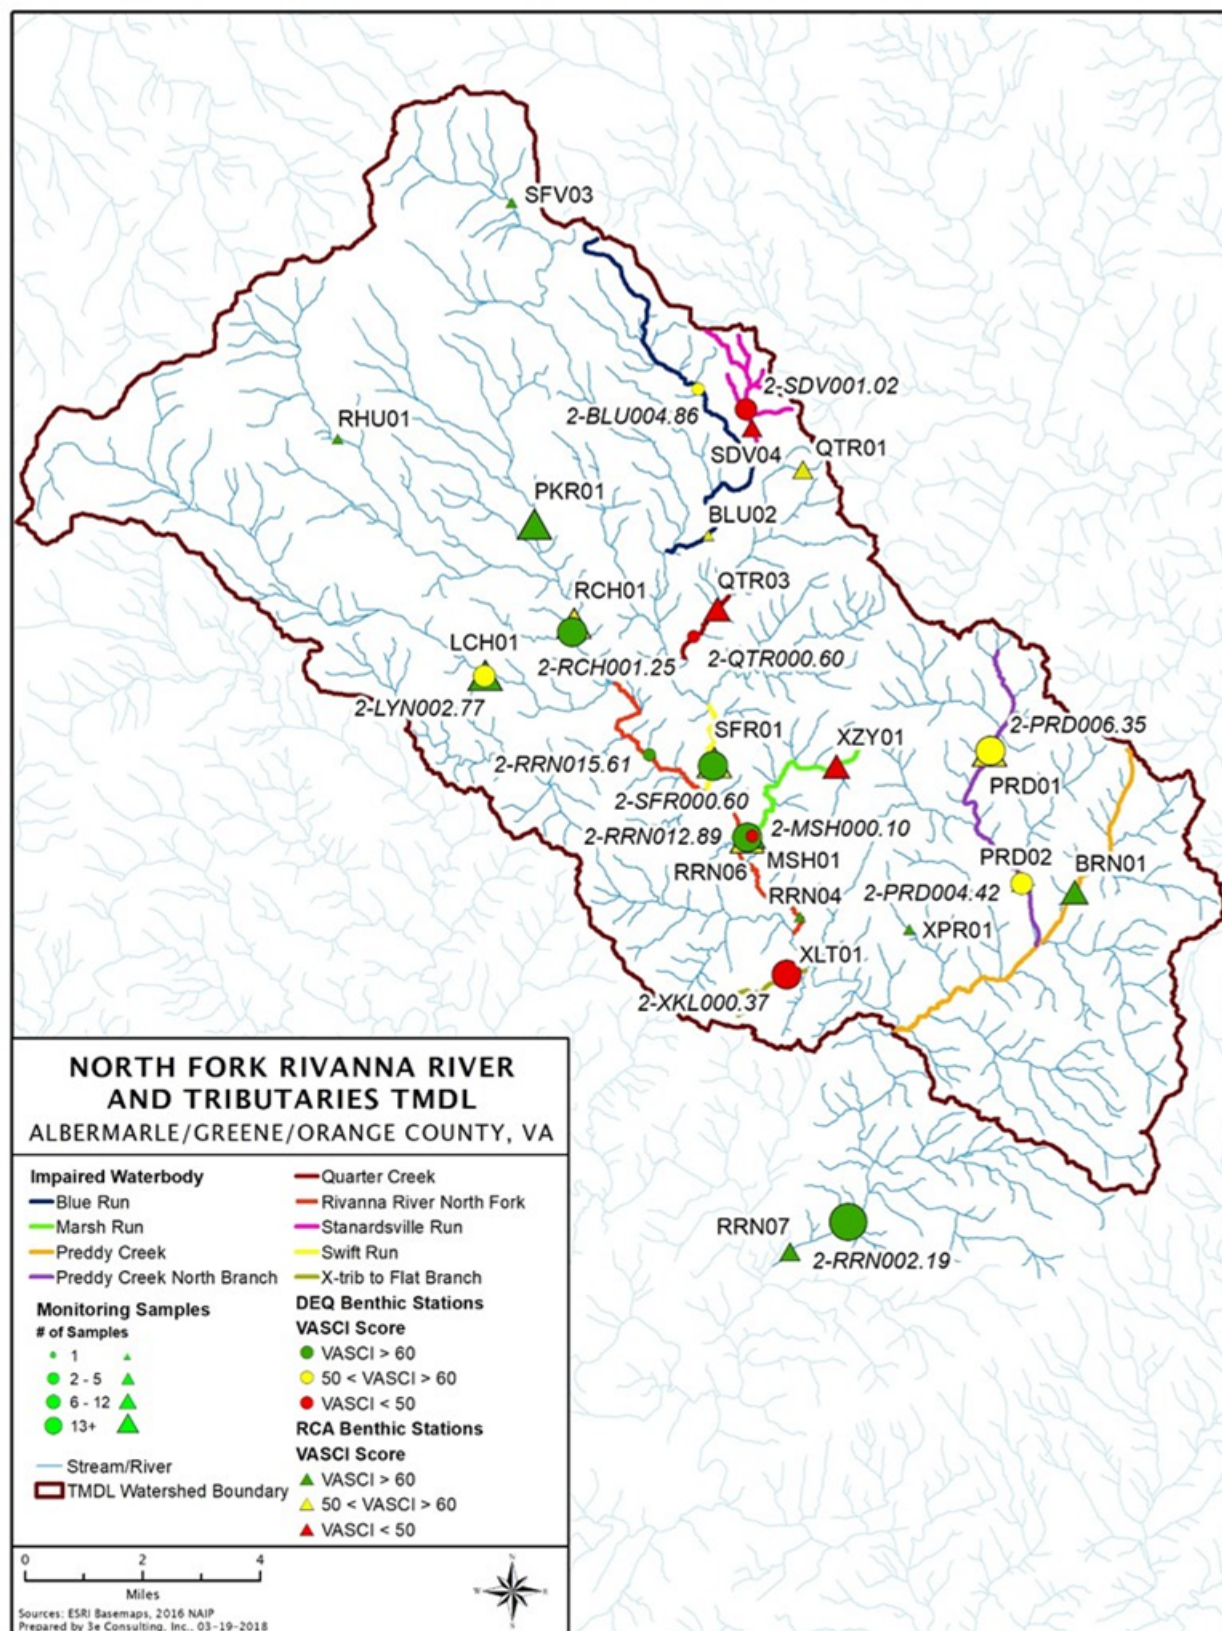 SFV03
2-SDV001.02
2-BLU004.86
RHU01
SDV04
QTR01
PKR01
BLU02
QTR03
RCH01
LCH01
2-RCH001.25
2-QTR000.60
2-LYN002.77
SFR01
XZY01
2-PRD006.35
2-RRN015.61
PRD01
2-SFR000.60
2-RRN012.89
2-MSH000.10
MSH01
RRN06
PRD02
BRN01
RRN04
2-PRD004.42
XPR01
XLT01
2-XKL000.37
RRN07
2-RRN002.19
NORTH FORK RIVANNA RIVER
AND TRIBUTARIES TMDL
ALBERMARLE/GREENE/ORANGE COUNTY, VA
Impaired Waterbody
Blue Run
Marsh Run
Preddy Creek
Preddy Creek North Branch
Quarter Creek
Rivanna River North Fork
Stanardsville Run
Swift Run
X-trib to Flat Branch
Monitoring Samples
# of Samples
1
2 - 5
6 - 12
13+
Stream/River
TMDL Watershed Boundary
DEQ Benthic Stations
VASCI Score
VASCI > 60
50 < VASCI > 60
VASCI < 50
RCA Benthic Stations
VASCI Score
VASCI > 60
50 < VASCI > 60
VASCI < 50
0 2 4
Miles
N
W E
S
Sources: ESRI Basemaps, 2016 NAIP
Prepared by 3e Consulting, Inc., 03-19-2018